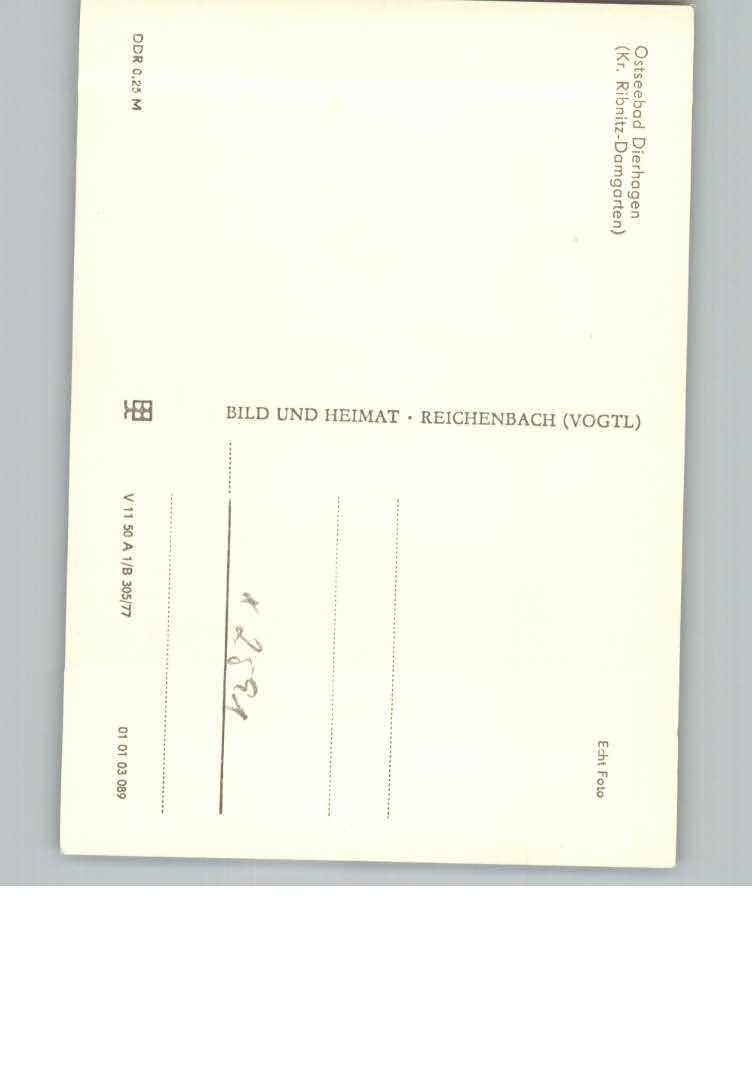 Ostseebad Dierhagen
(Kr. Ribnitz-Damgarten)
Echt Foto
BILD UND HEIMAT · REICHENBACH (VOGTL)
DDR 0,25 M
V 11 50 A 1/B 305/77
01 01 03 089